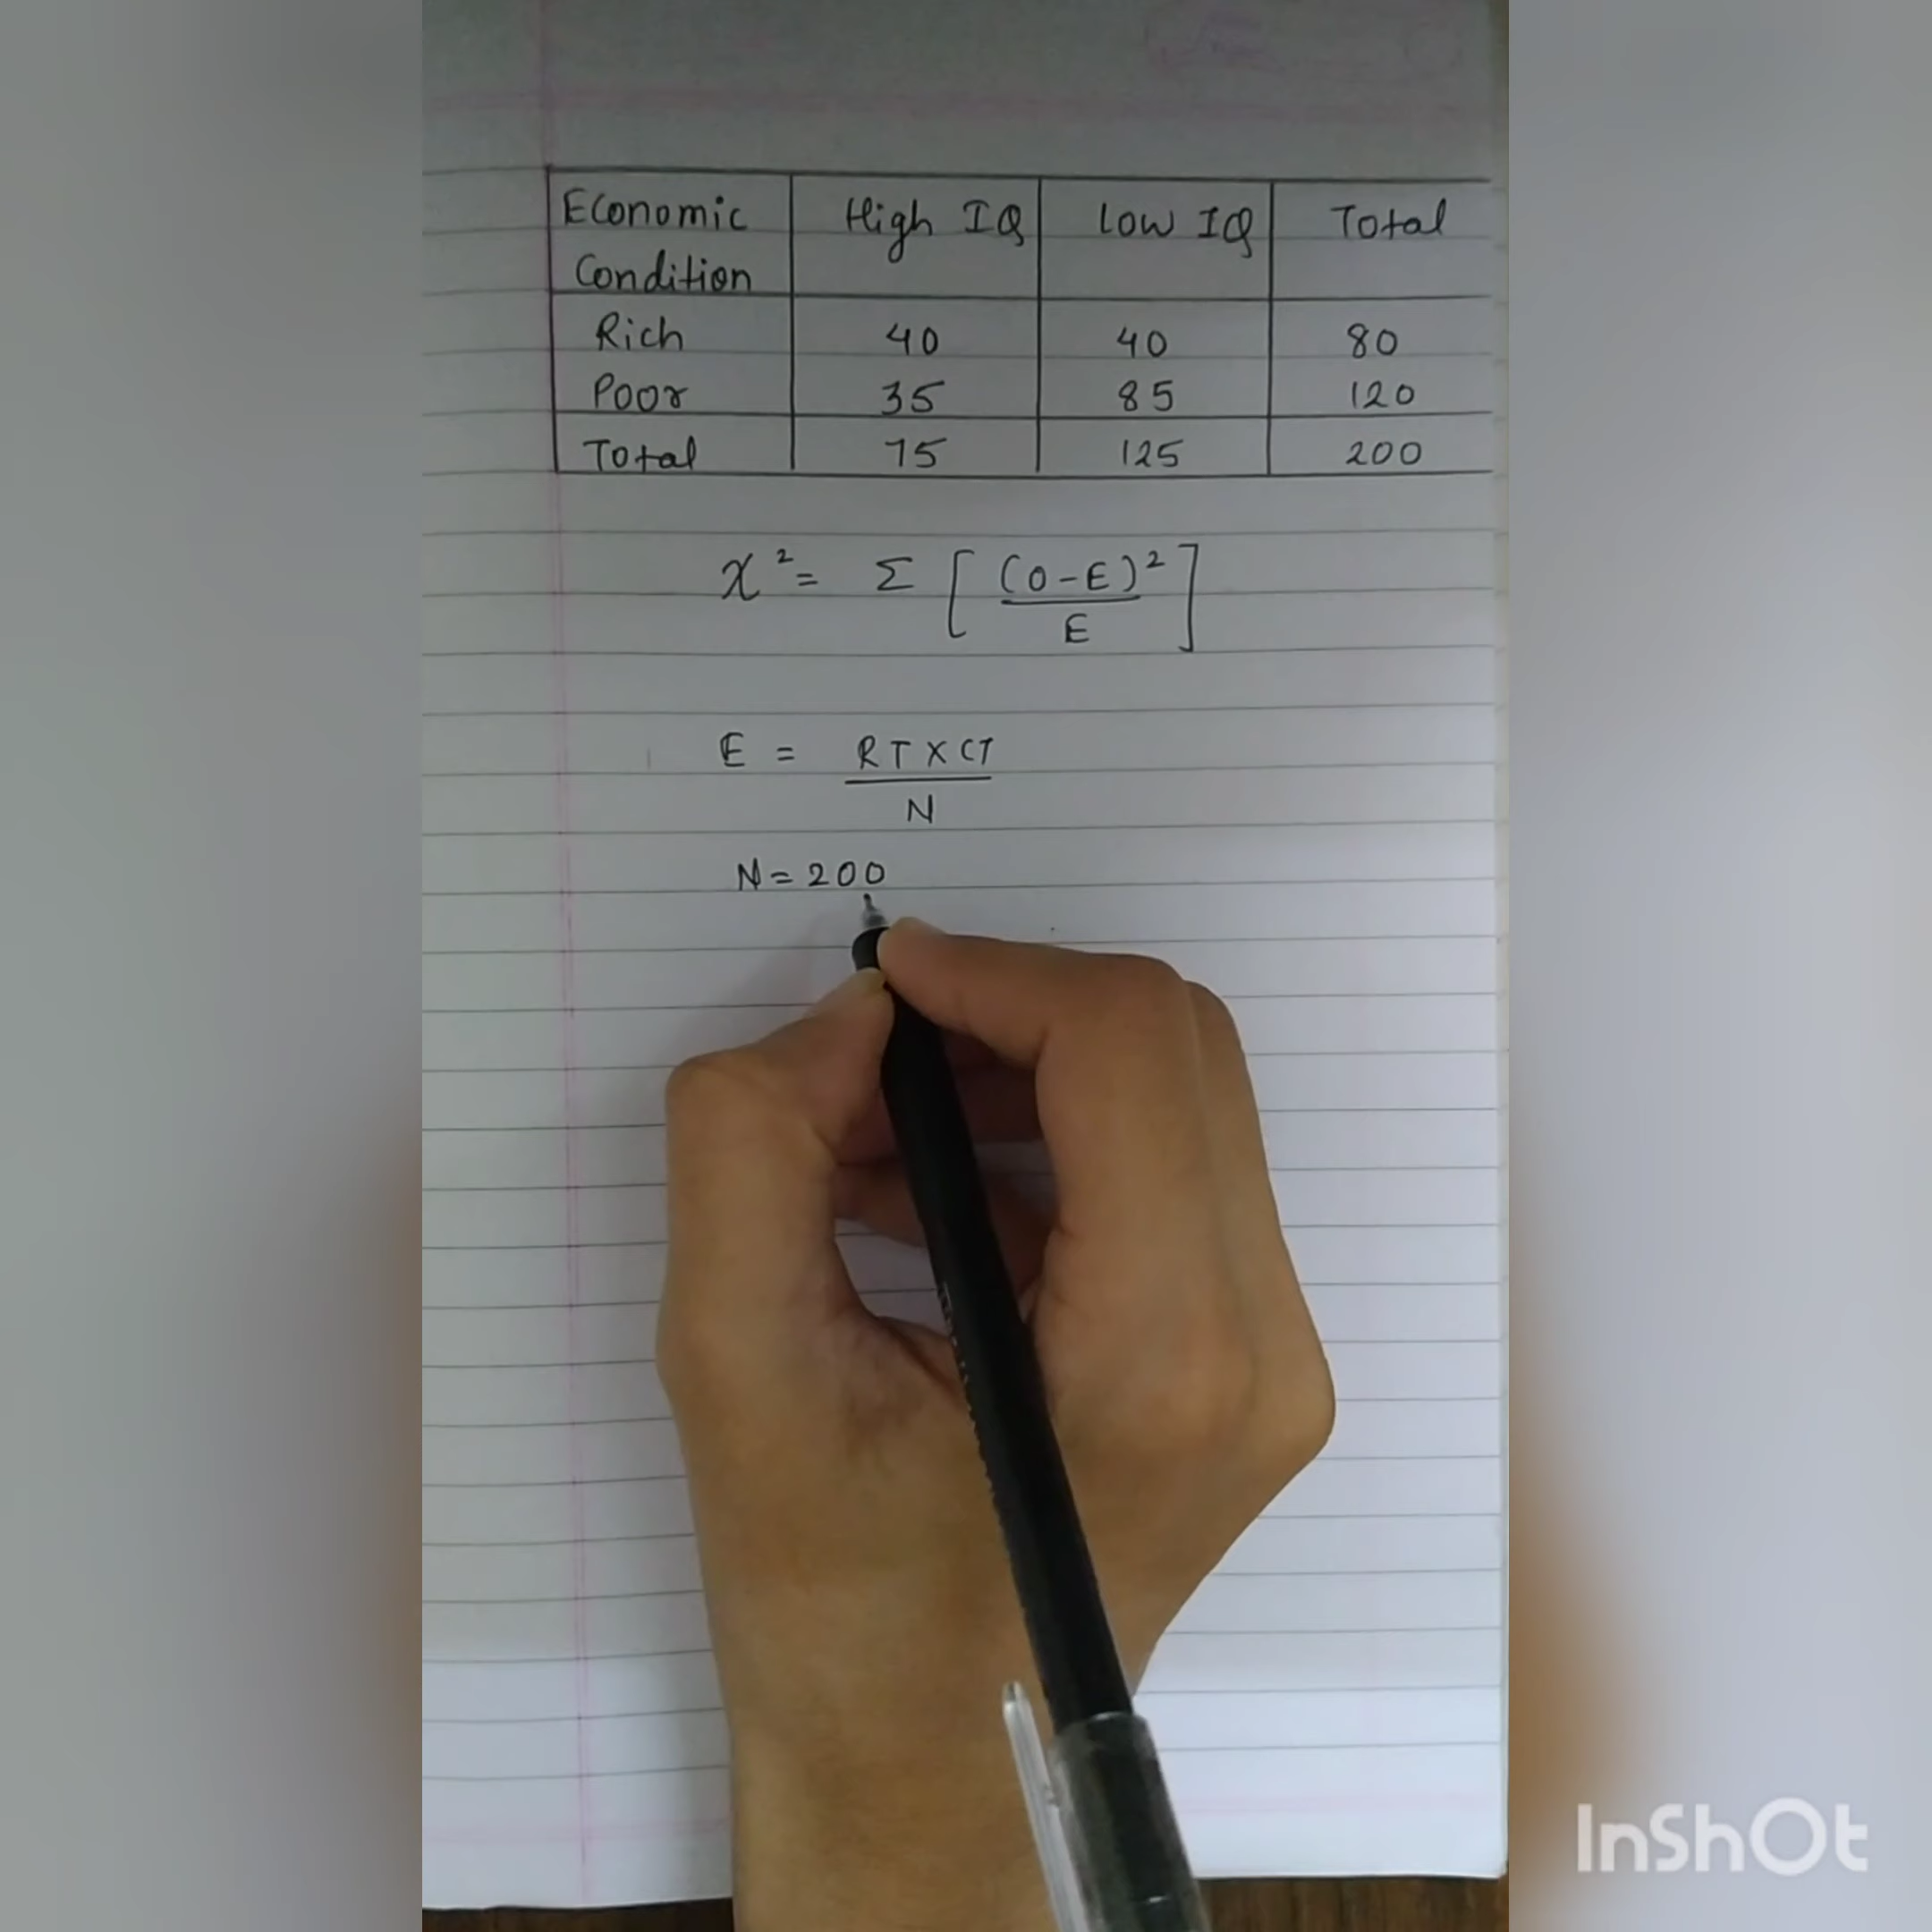 Economic Condition High IQ Low IQ Total
Rich 40 40 80
Poor 35 85 120
Total 75 125 200
χ² = Σ [ (O-E)² / E ]
E = RT X CT / N
N = 200
InShOt